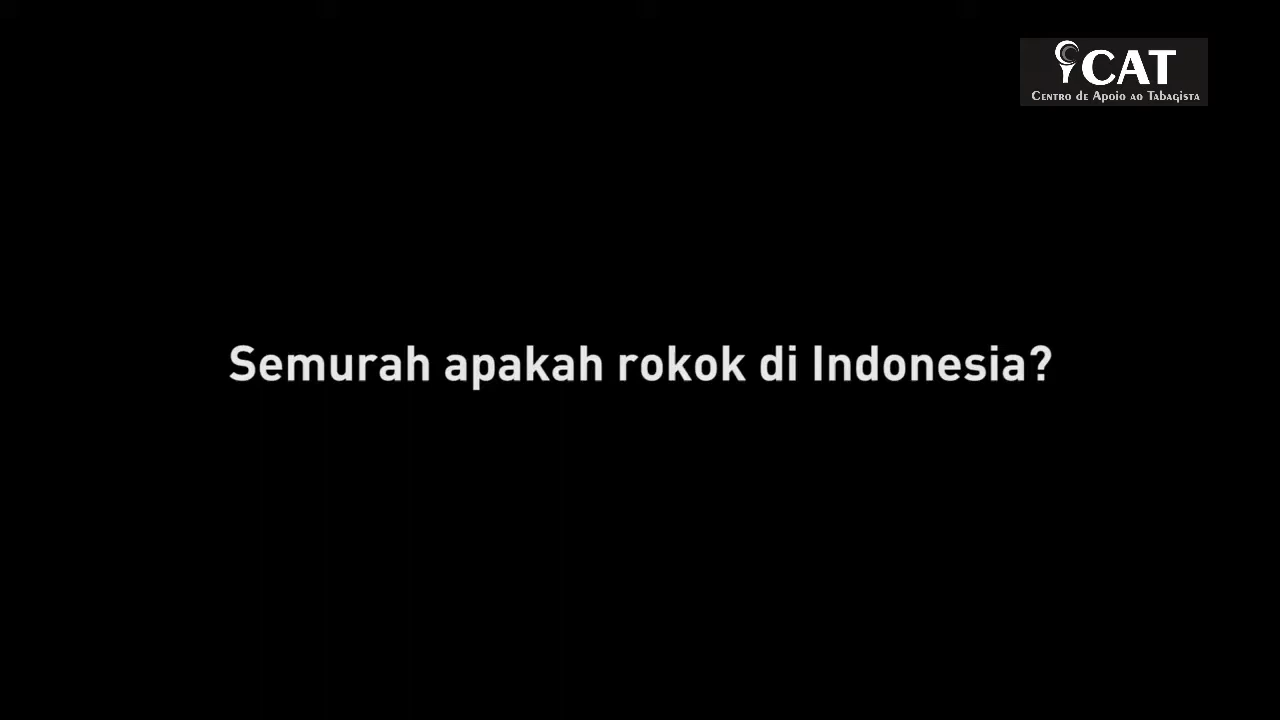 CAT
Centro de Apoio ao Tabagista
Semurah apakah rokok di Indonesia?